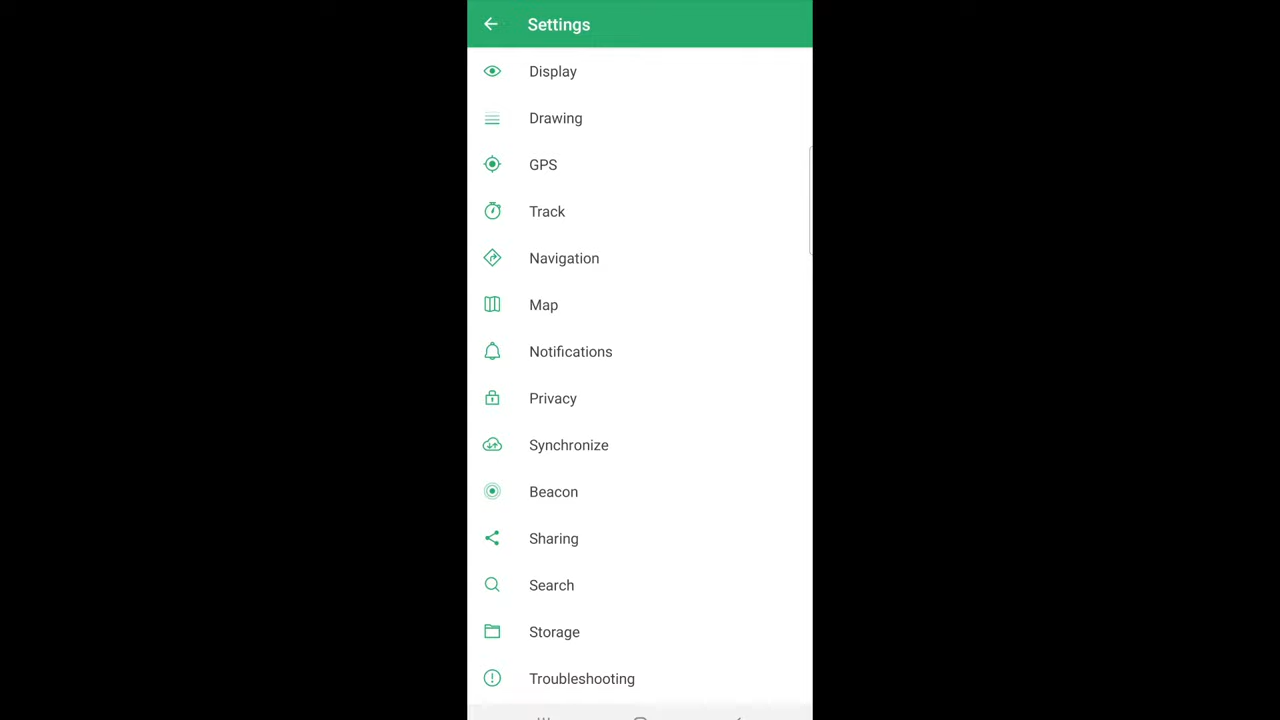 Settings
Display
Drawing
GPS
Track
Navigation
Map
Notifications
Privacy
Synchronize
Beacon
Sharing
Search
Storage
Troubleshooting